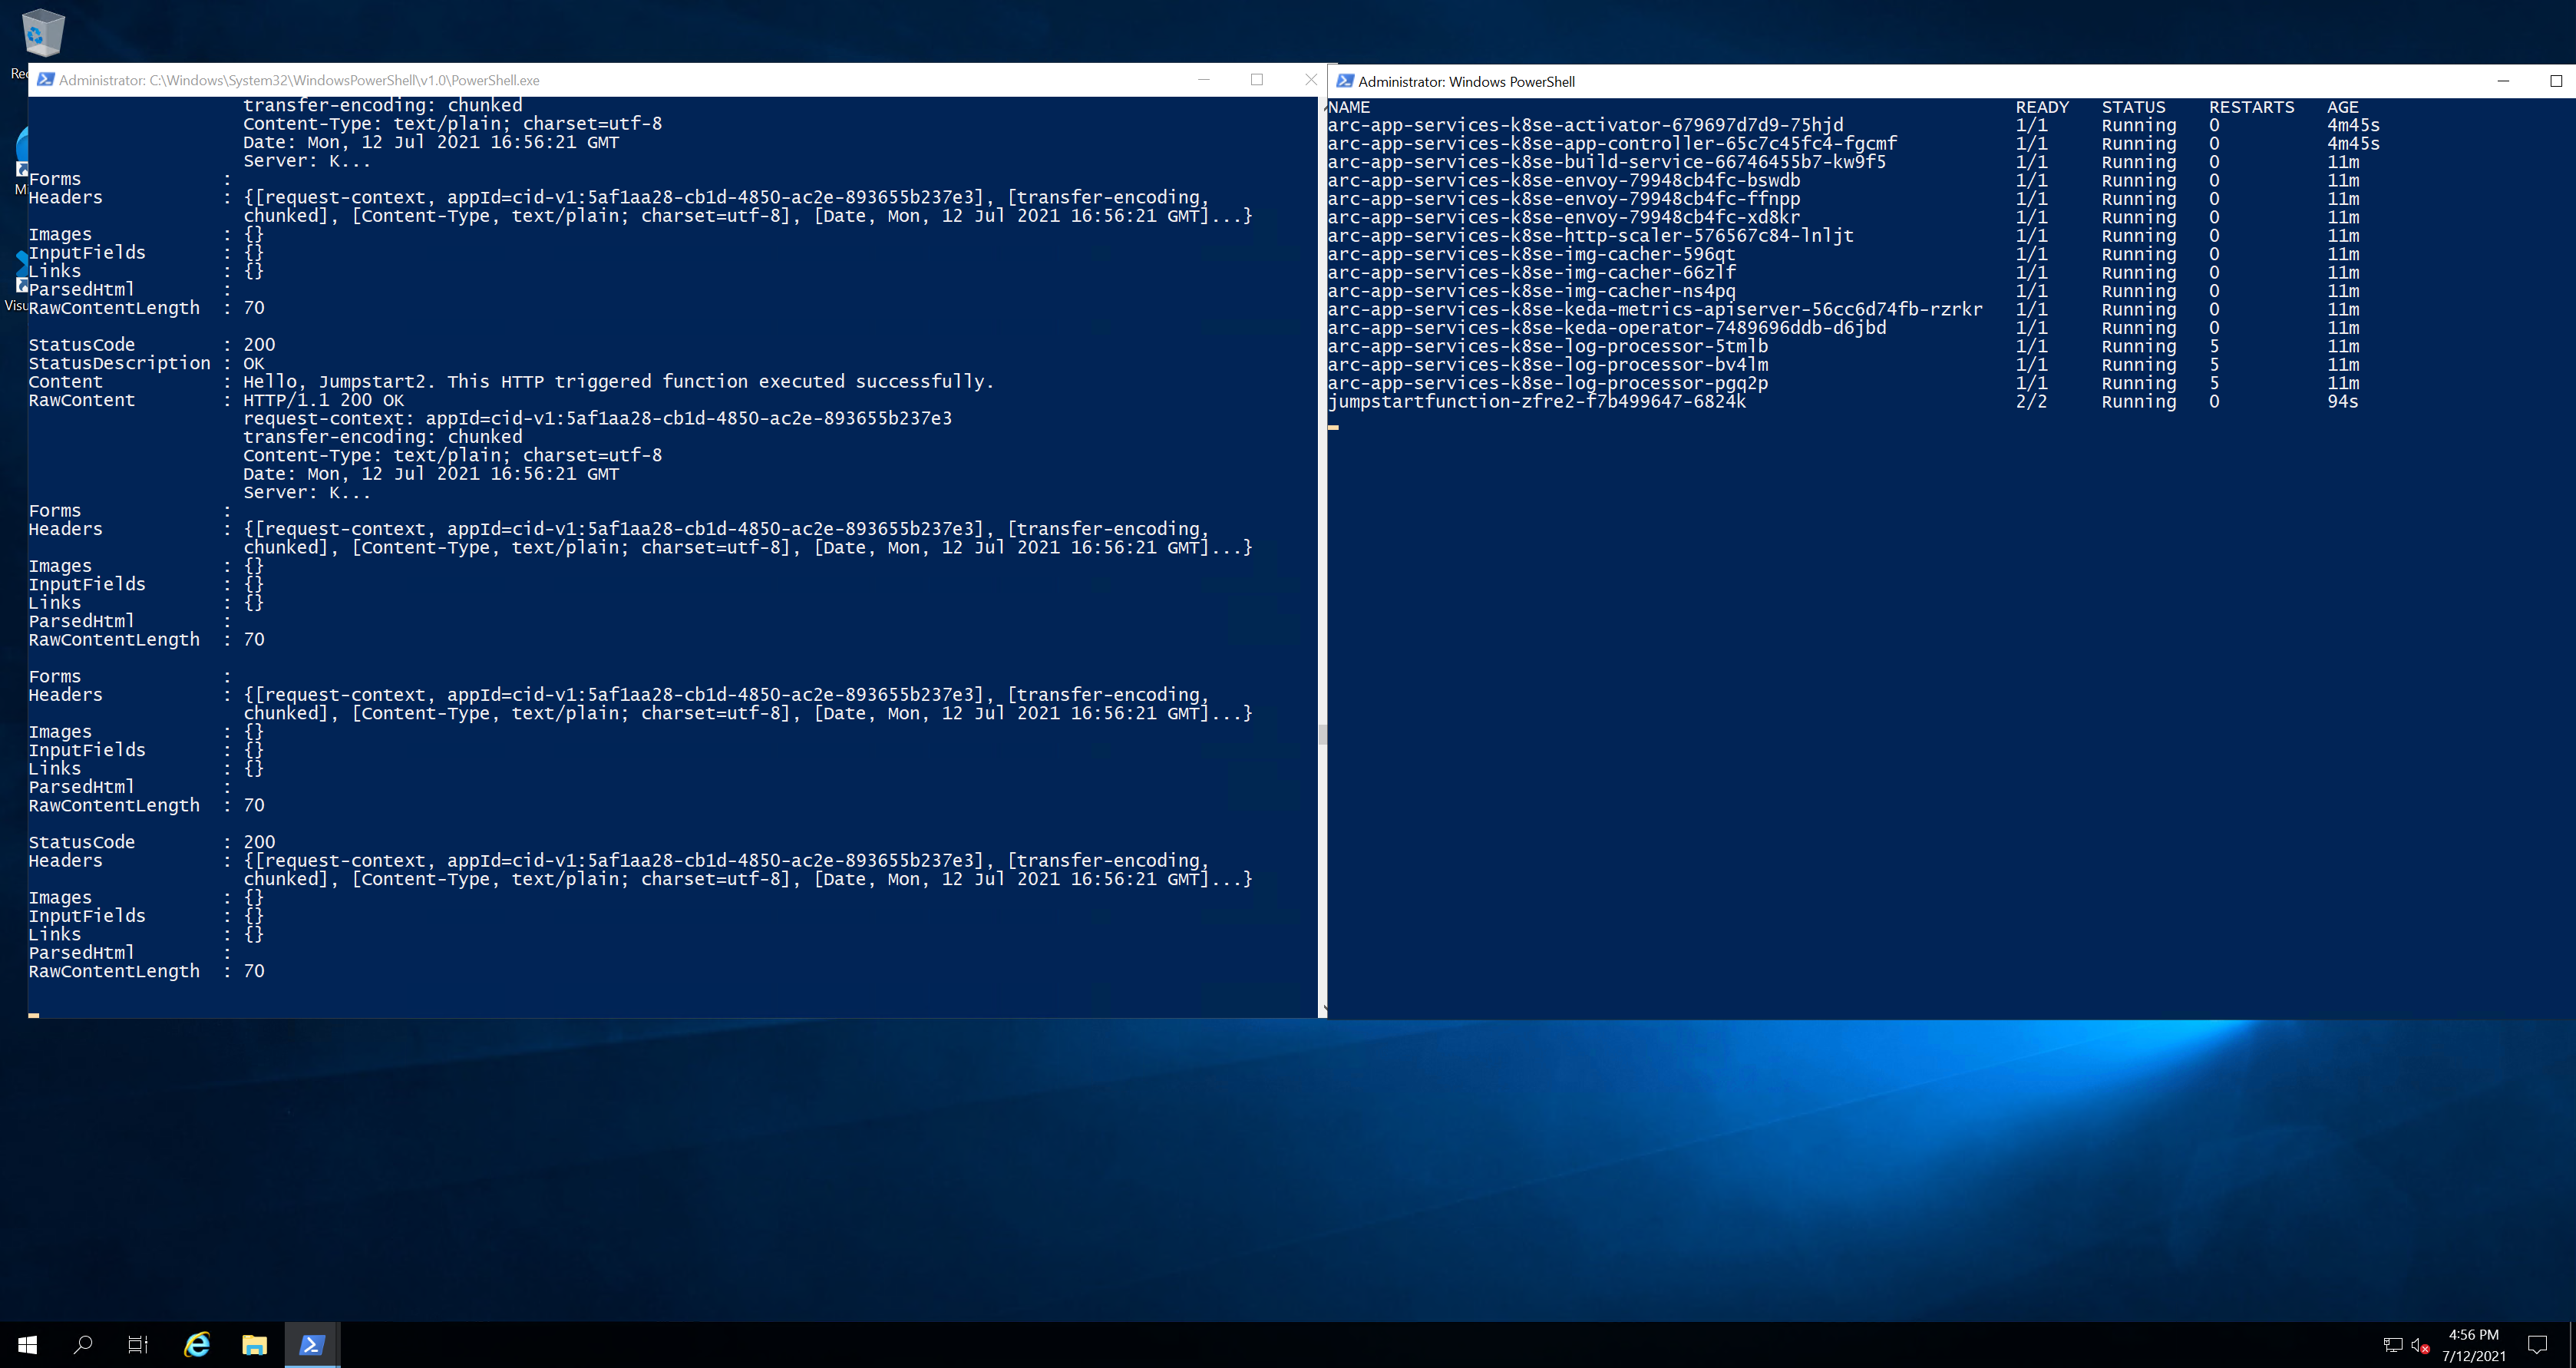 Administrator: C:\Windows\System32\WindowsPowerShell\v1.0\PowerShell.exe
transfer-encoding: chunked
Content-Type: text/plain; charset=utf-8
Date: Mon, 12 Jul 2021 16:56:21 GMT
Server: K...
Forms :
Headers : {[request-context, appId=cid-v1:5af1aa28-cb1d-4850-ac2e-893655b237e3], [transfer-encoding,
chunked], [Content-Type, text/plain; charset=utf-8], [Date, Mon, 12 Jul 2021 16:56:21 GMT]...}
Images : {}
InputFields : {}
Links : {}
ParsedHtml :
RawContentLength : 70
StatusCode : 200
StatusDescription : OK
Content : Hello, Jumpstart2. This HTTP triggered function executed successfully.
RawContent : HTTP/1.1 200 OK
request-context: appId=cid-v1:5af1aa28-cb1d-4850-ac2e-893655b237e3
transfer-encoding: chunked
Content-Type: text/plain; charset=utf-8
Date: Mon, 12 Jul 2021 16:56:21 GMT
Server: K...
Forms :
Headers : {[request-context, appId=cid-v1:5af1aa28-cb1d-4850-ac2e-893655b237e3], [transfer-encoding,
chunked], [Content-Type, text/plain; charset=utf-8], [Date, Mon, 12 Jul 2021 16:56:21 GMT]...}
Images : {}
InputFields : {}
Links : {}
ParsedHtml :
RawContentLength : 70
Forms :
Headers : {[request-context, appId=cid-v1:5af1aa28-cb1d-4850-ac2e-893655b237e3], [transfer-encoding,
chunked], [Content-Type, text/plain; charset=utf-8], [Date, Mon, 12 Jul 2021 16:56:21 GMT]...}
Images : {}
InputFields : {}
Links : {}
ParsedHtml :
RawContentLength : 70
StatusCode : 200
Headers : {[request-context, appId=cid-v1:5af1aa28-cb1d-4850-ac2e-893655b237e3], [transfer-encoding,
chunked], [Content-Type, text/plain; charset=utf-8], [Date, Mon, 12 Jul 2021 16:56:21 GMT]...}
Images : {}
InputFields : {}
Links : {}
ParsedHtml :
RawContentLength : 70
Administrator: Windows PowerShell
NAME READY STATUS RESTARTS AGE
arc-app-services-k8se-activator-679697d7d9-75hjd 1/1 Running 0 4m45s
arc-app-services-k8se-app-controller-65c7c45fc4-fgcmf 1/1 Running 0 4m45s
arc-app-services-k8se-build-service-66746455b7-kw9f5 1/1 Running 0 11m
arc-app-services-k8se-envoy-79948cb4fc-bswdb 1/1 Running 0 11m
arc-app-services-k8se-envoy-79948cb4fc-ffnpp 1/1 Running 0 11m
arc-app-services-k8se-envoy-79948cb4fc-xd8kr 1/1 Running 0 11m
arc-app-services-k8se-http-scaler-576567c84-lnljt 1/1 Running 0 11m
arc-app-services-k8se-img-cacher-596qt 1/1 Running 0 11m
arc-app-services-k8se-img-cacher-66zlf 1/1 Running 0 11m
arc-app-services-k8se-img-cacher-ns4pq 1/1 Running 0 11m
arc-app-services-k8se-keda-metrics-apiserver-56cc6d74fb-rzrkr 1/1 Running 0 11m
arc-app-services-k8se-keda-operator-7489696ddb-d6jbd 1/1 Running 0 11m
arc-app-services-k8se-log-processor-5tmlb 1/1 Running 5 11m
arc-app-services-k8se-log-processor-bv4lm 1/1 Running 5 11m
arc-app-services-k8se-log-processor-pgq2p 1/1 Running 5 11m
jumpstartfunction-zfre2-f7b499647-6824k 2/2 Running 0 94s
4:56 PM
7/12/2021